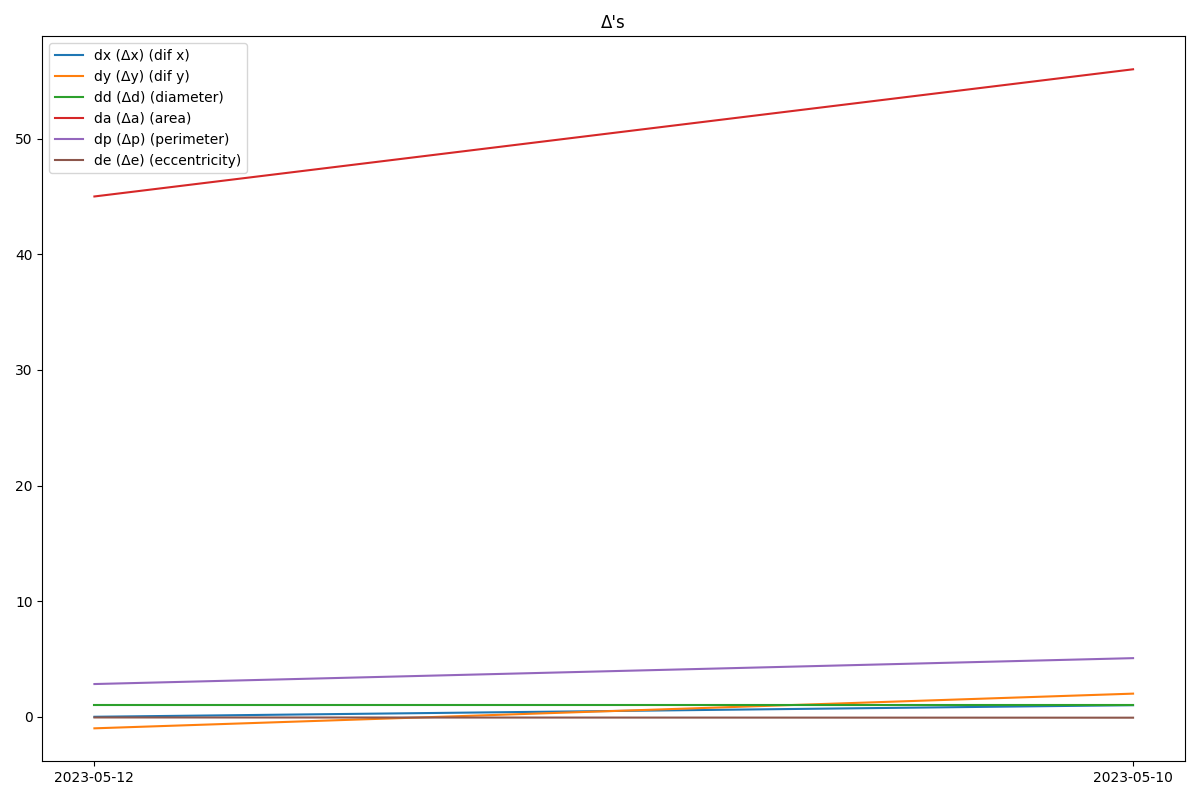 Δ's
dx (Δx) (dif x)
dy (Δy) (dif y)
dd (Δd) (diameter)
da (Δa) (area)
dp (Δp) (perimeter)
de (Δe) (eccentricity)
50
40
30
20
10
0
2023-05-12
2023-05-10